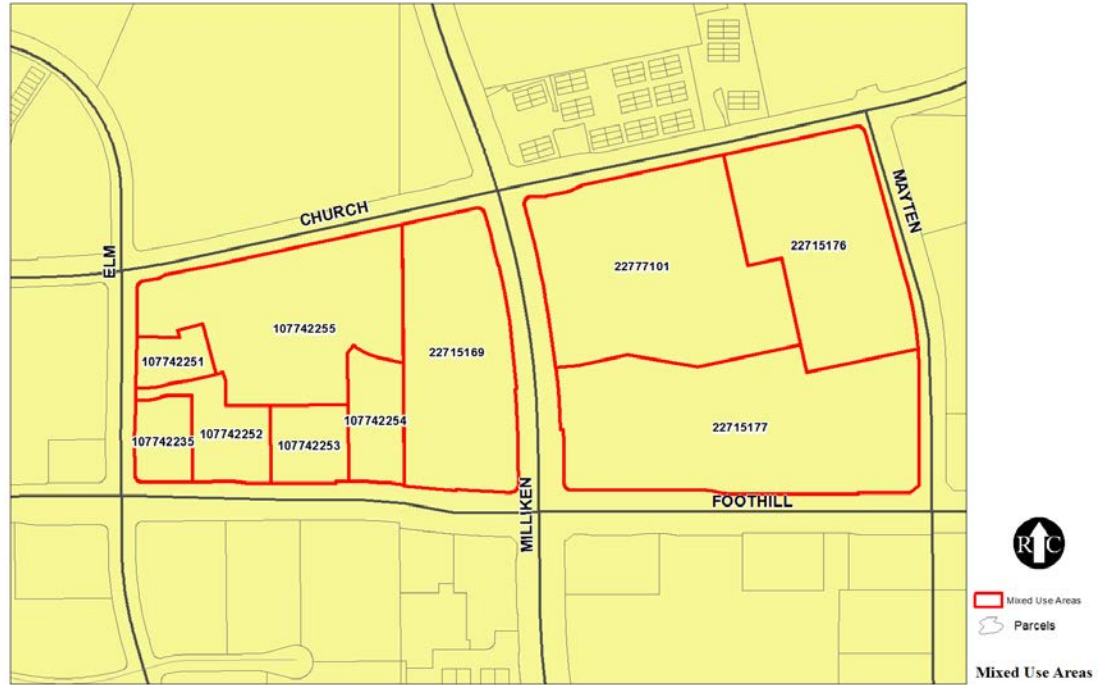 CHURCH
MAYTEN
ELM
22777101
22715176
107742255
22715169
107742251
107742254
107742235
107742252
107742253
22715177
MILLIKEN
FOOTHILL
R C
Mixed Use Areas
Parcels
Mixed Use Areas